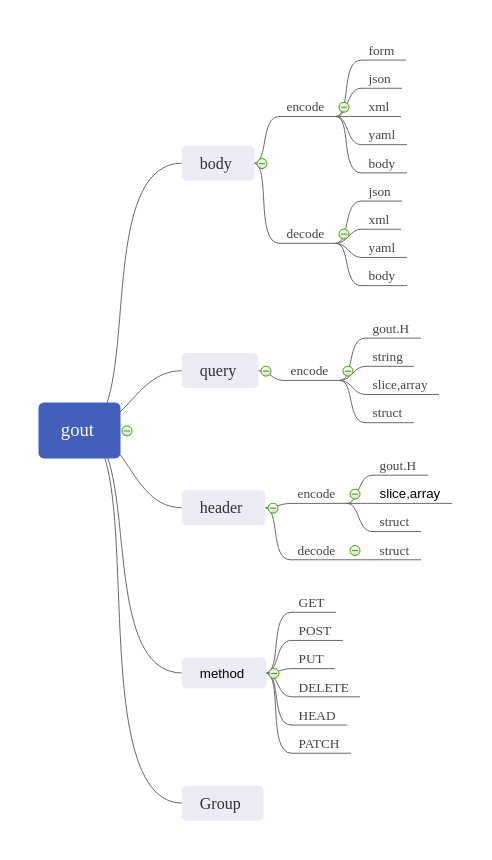 gout
body
encode
form
json
xml
yaml
body
decode
json
xml
yaml
body
query
encode
gout.H
string
slice,array
struct
header
encode
gout.H
slice,array
struct
decode
struct
method
GET
POST
PUT
DELETE
HEAD
PATCH
Group